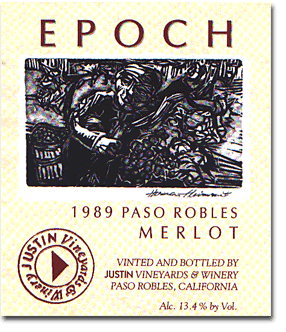 EPOCH
1989 PASO ROBLES
MERLOT
JUSTIN Vineyards & Winery
VINTED AND BOTTLED BY
JUSTIN VINEYARDS & WINERY
PASO ROBLES, CALIFORNIA
Alc. 13.4% by Vol.